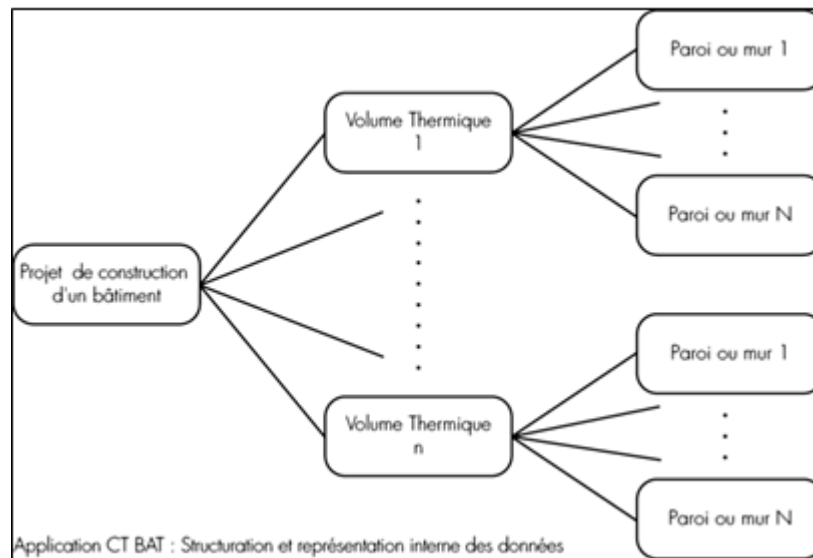 Paroi ou mur 1
Volume Thermique
1
Paroi ou mur N
Projet de construction
d'un bâtiment
Paroi ou mur 1
Volume Thermique
n
Paroi ou mur N
Application CT BAT : Structuration et représentation interne des données